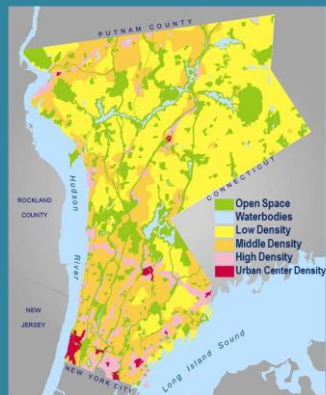 PUTNAM COUNTY
CONNECTICUT
Hudson
River
ROCKLAND
COUNTY
NEW
JERSEY
Open Space
Waterbodies
Low Density
Middle Density
High Density
Urban Center Density
NEW YORK CITY
Long Island Sound